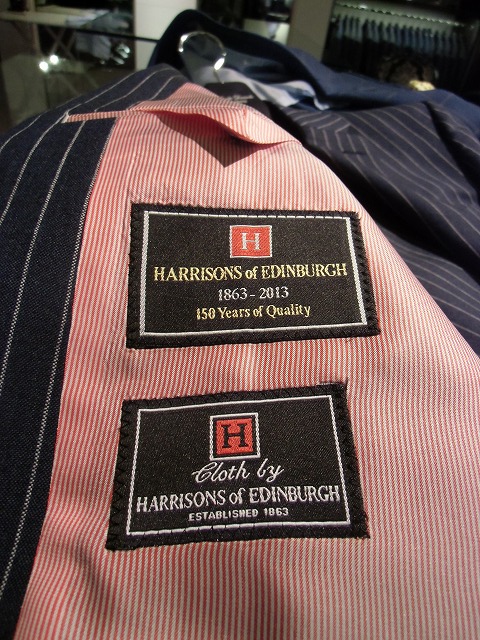 H
HARRISONS of EDINBURGH
1863-2013
150 Years of Quality
H
Cloth by
HARRISONS of EDINBURGH
ESTABLISHED 1863